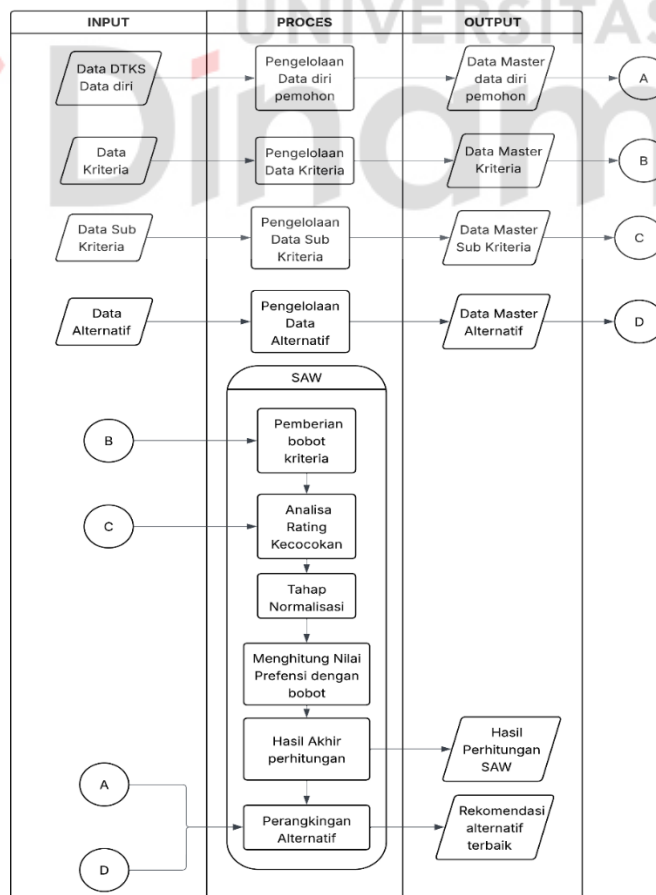 UNIVERSITAS
Dinam
INPUT
PROCES
OUTPUT
Data DTKS
Data diri
Pengelolaan
Data diri
pemohon
Data Master
data diri
pemohon
A
Data
Kriteria
Pengelolaan
Data Kriteria
Data Master
Kriteria
B
Data Sub
Kriteria
Pengelolaan
Data Sub
Kriteria
Data Master
Sub Kriteria
C
Data
Alternatif
Pengelolaan
Data
Alternatif
Data Master
Alternatif
D
SAW
B
Pemberian
bobot
kriteria
C
Analisa
Rating
Kecocokan
Tahap
Normalisasi
Menghitung Nilai
Prefensi dengan
bobot
Hasil Akhir
perhitungan
Hasil
Perhitungan
SAW
A
D
Perangkingan
Alternatif
Rekomendasi
alternatif
terbaik